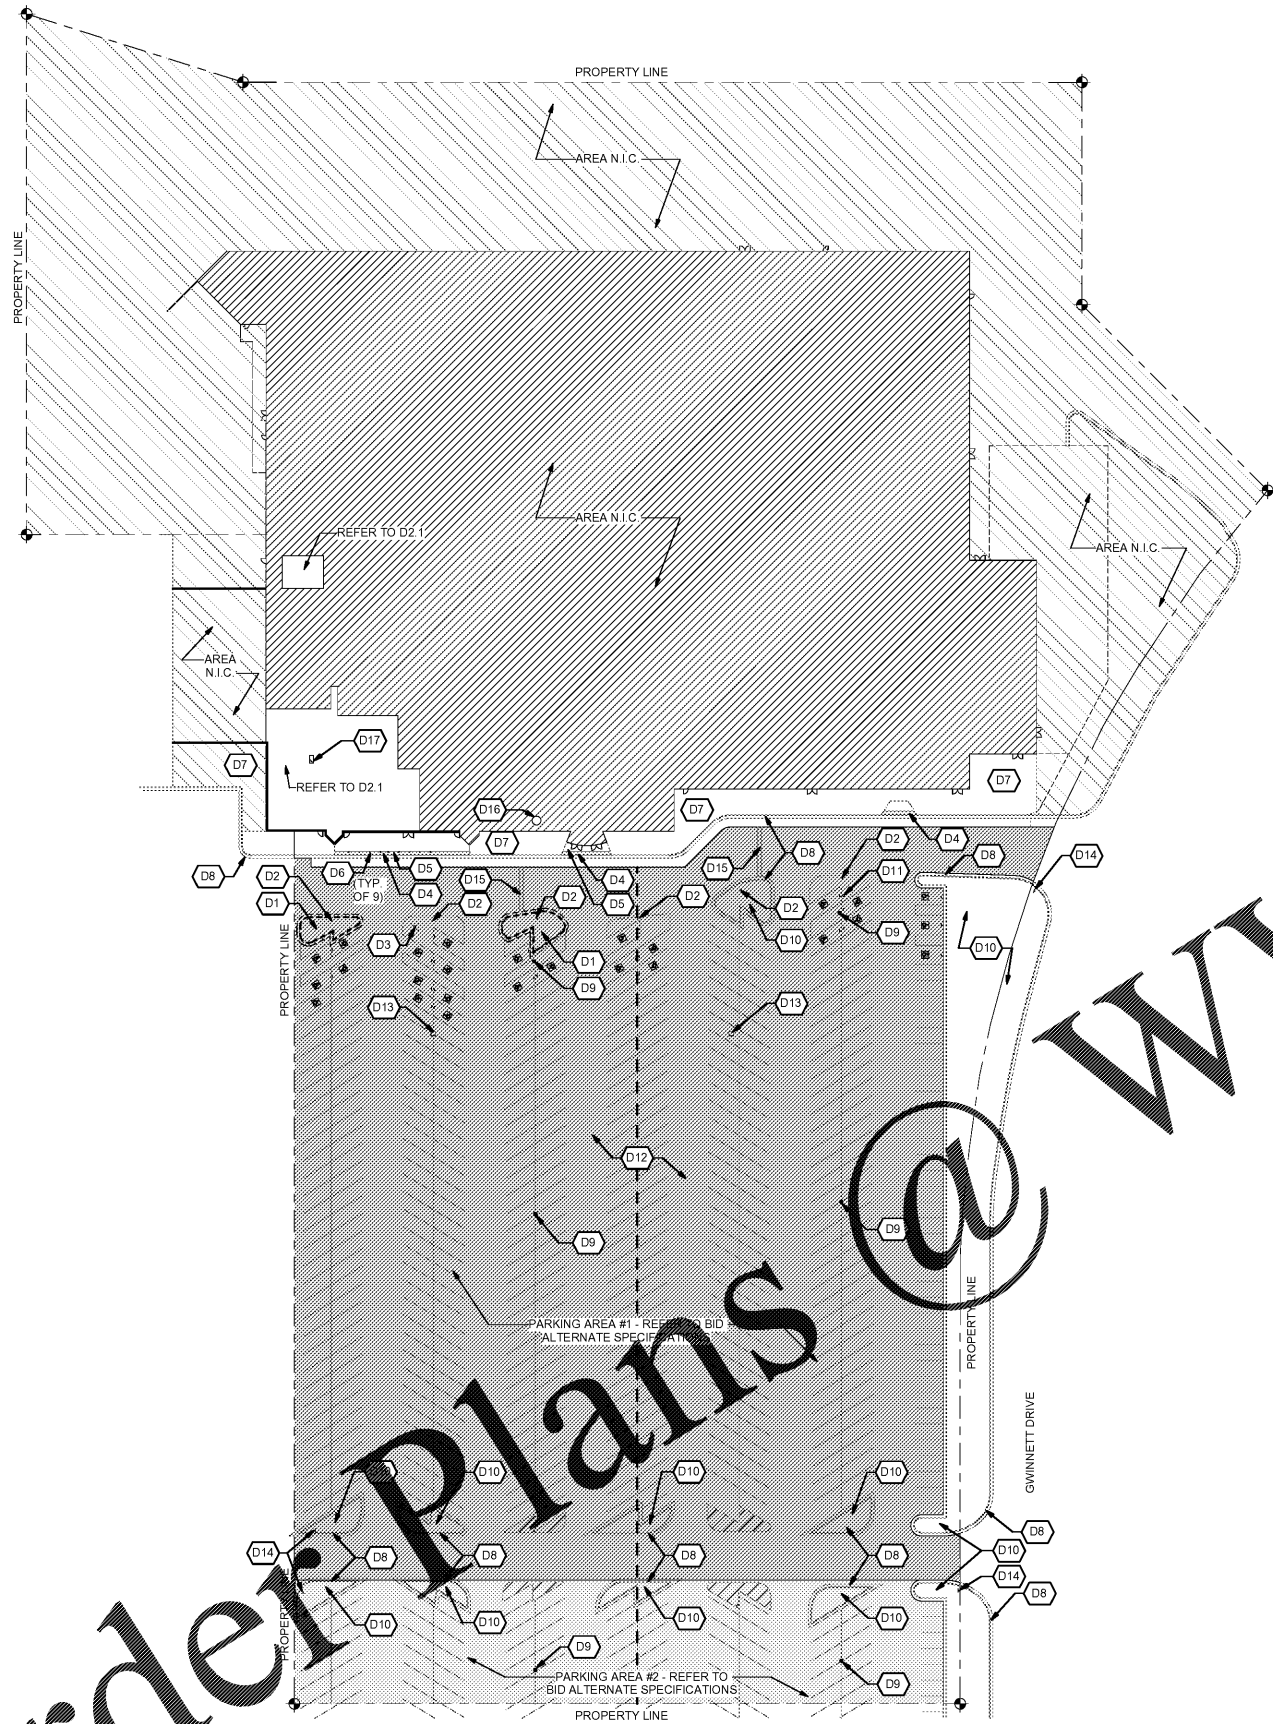 PROPERTY LINE
AREA N.I.C.
PROPERTY LINE
REFER TO D2.1
AREA N.I.C.
AREA N.I.C.
AREA
N.I.C.
D17
D7
REFER TO D2.1
D7
D16
D7
D7
D8
D2
D1
D6
(TYP.
OF 9)
D5
D4
D15
D2
D4
D5
D2
D15
D8
D2
D4
D11
D8
D14
D3
D2
D1
D9
D10
D9
D10
PROPERTY LINE
D13
D13
D12
D9
D9
PARKING AREA #1 - REFER TO BID
ALTERNATE SPECIFICATIONS
PROPERTY LINE
GWINNETT DRIVE
D10
D10
D10
D10
D14
D8
D8
D8
D8
D8
D10
D14
D8
PROPERTY LINE
D10
D10
D10
D10
D9
PARKING AREA #2 - REFER TO
BID ALTERNATE SPECIFICATIONS
D9
PROPERTY LINE
rder Plans @ w